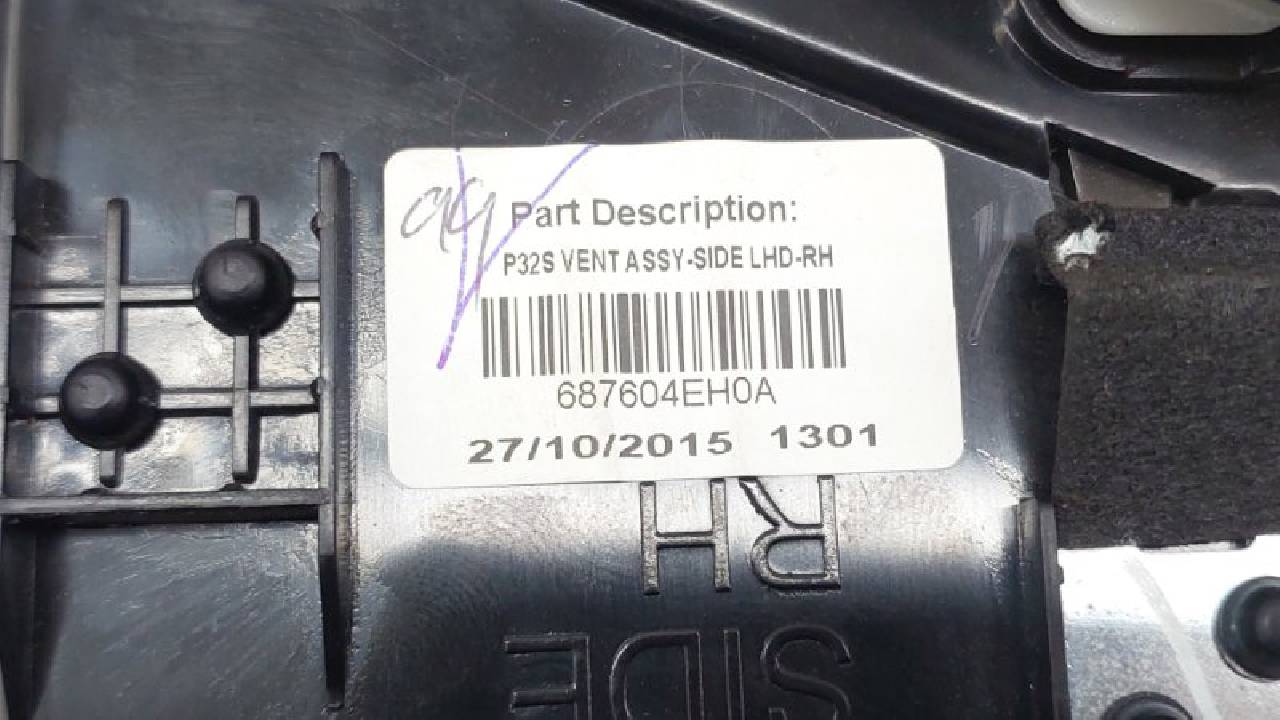 Part Description:
P32S VENT ASSY-SIDE LHD-RH
687604EH0A
27/10/2015 1301
RH
SIDE